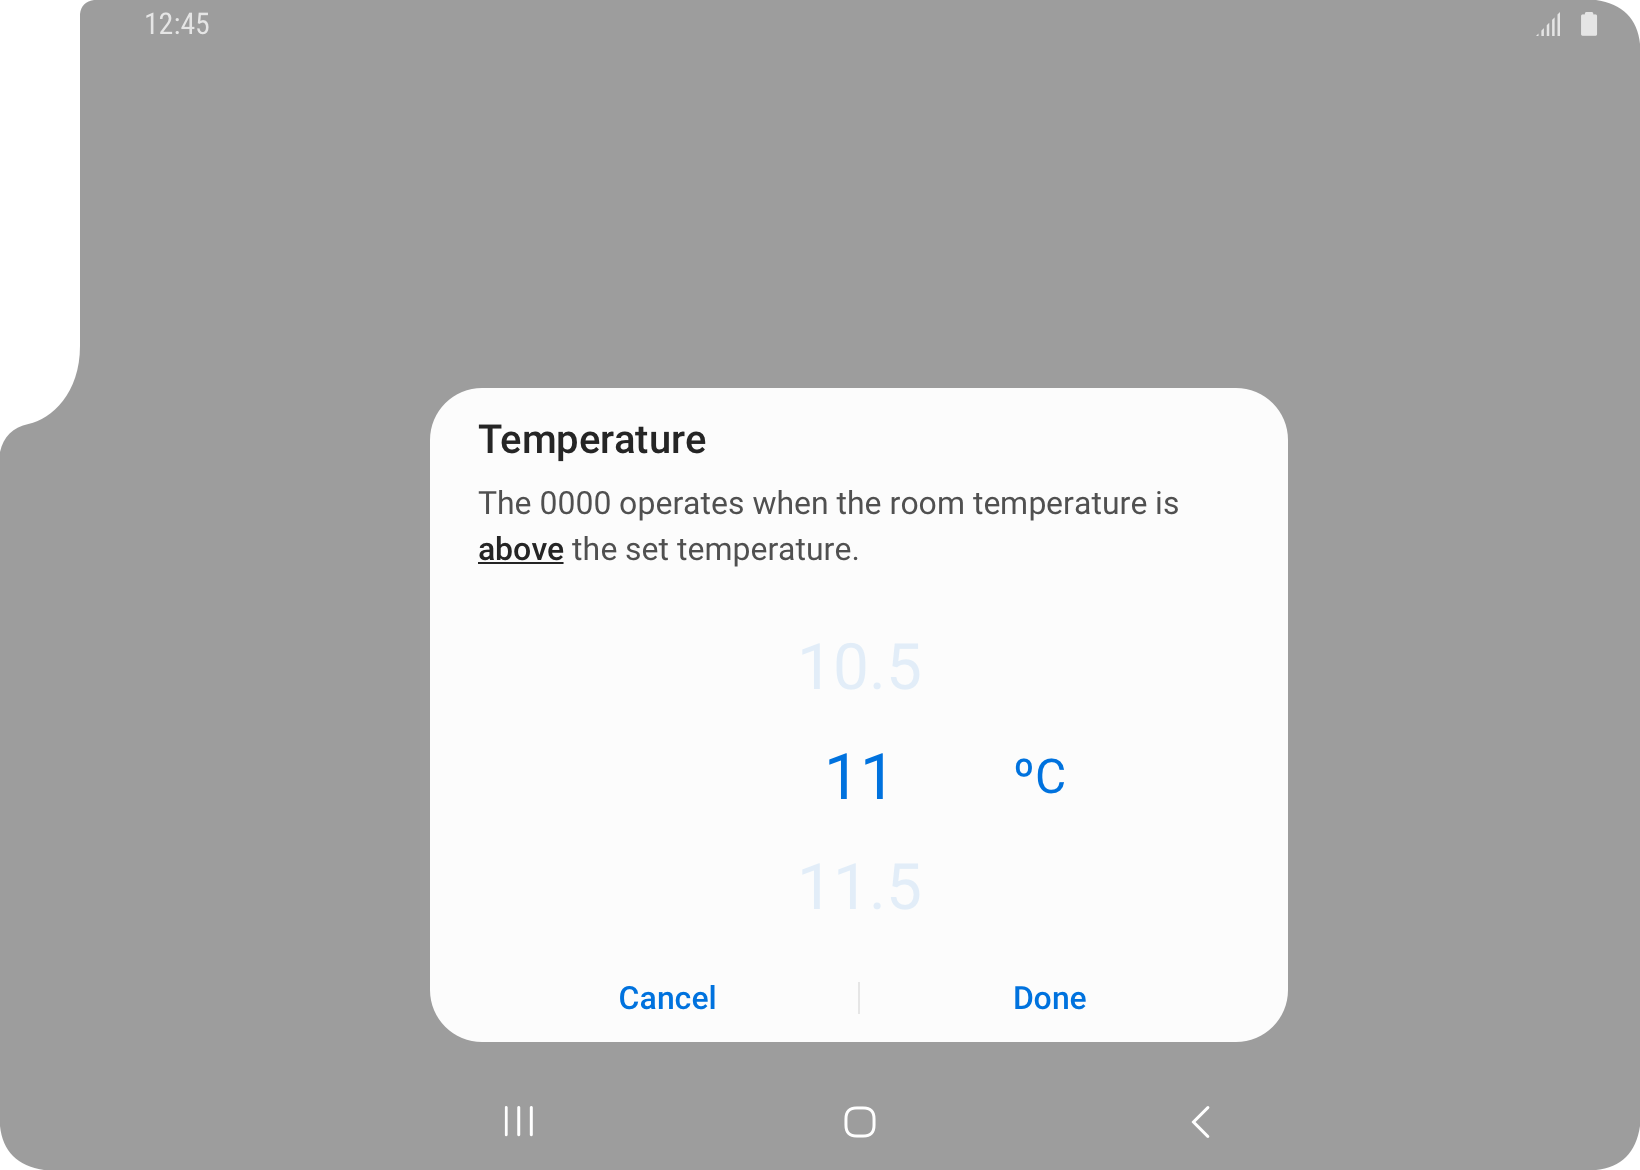 12:45
Temperature
The 0000 operates when the room temperature is
above the set temperature.
10.5
11 ºC
11.5
Cancel Done